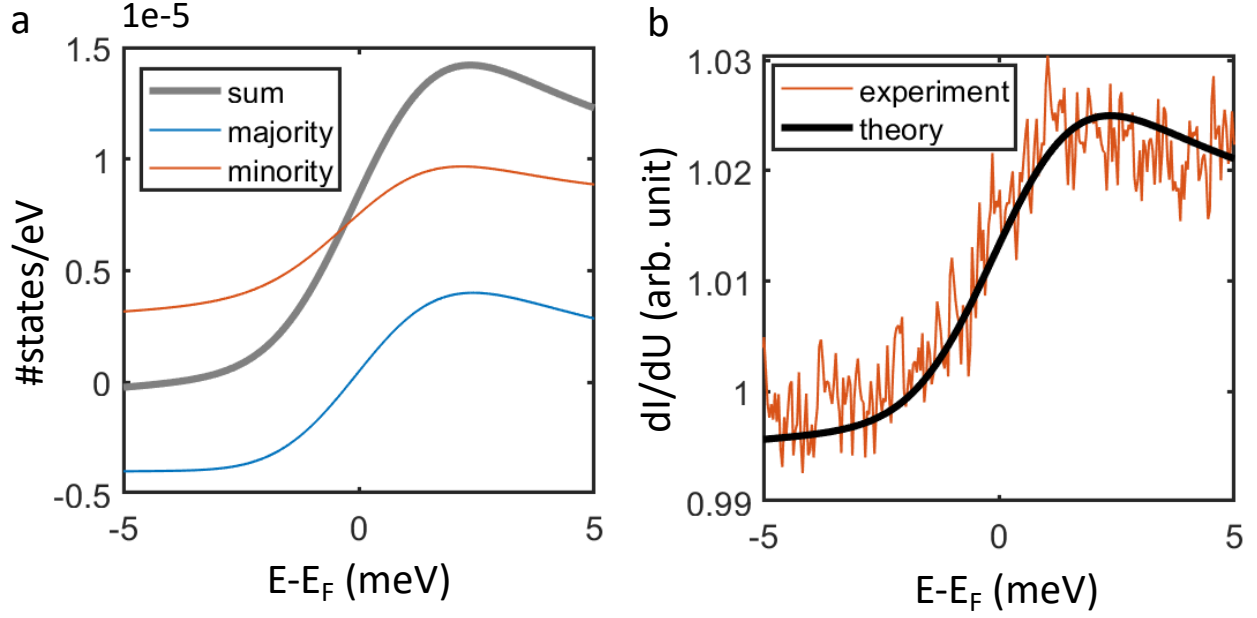 a
1e-5
1.5
1
0.5
0
-0.5
sum
majority
minority
#states/eV
-5
0
5
E-EF (meV)
b
1.03
1.02
1.01
1
0.99
experiment
theory
dI/dU (arb. unit)
-5
0
5
E-EF (meV)